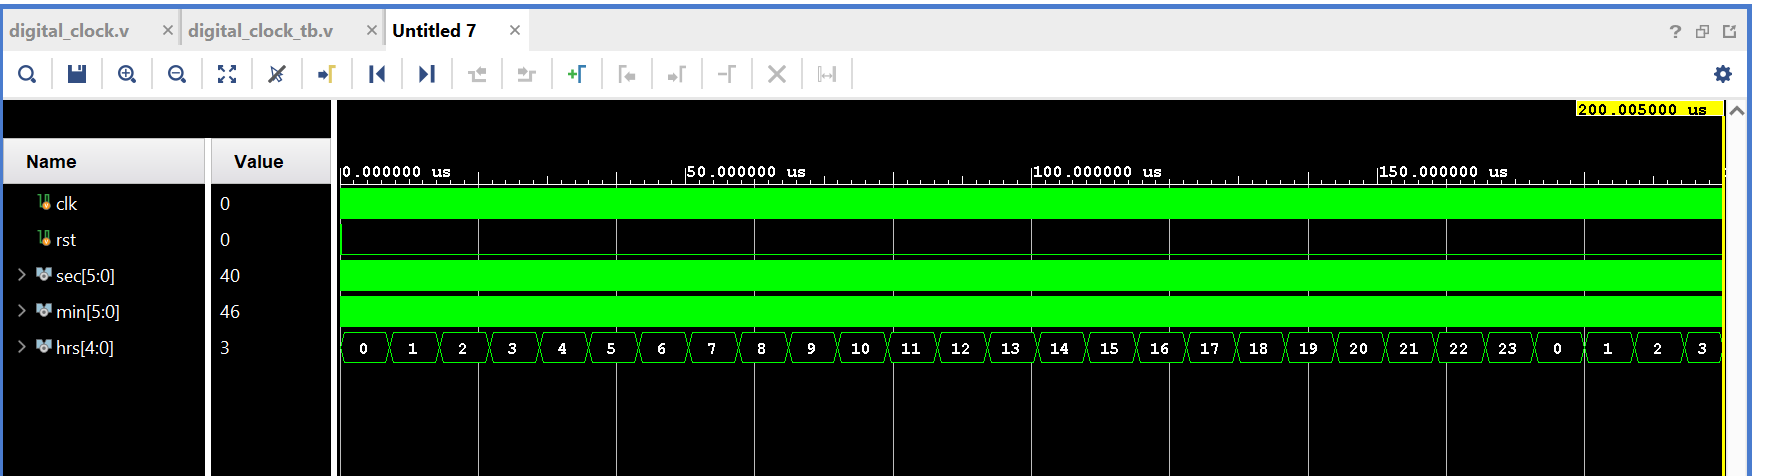 digital_clock.v × digital_clock_tb.v × Untitled 7 × ?
200.005000 us
Name Value
0.000000 us 50.000000 us 100.000000 us 150.000000 us
clk 0
rst 0
sec[5:0] 40
min[5:0] 46
hrs[4:0] 3 0 1 2 3 4 5 6 7 8 9 10 11 12 13 14 15 16 17 18 19 20 21 22 23 0 1 2 3